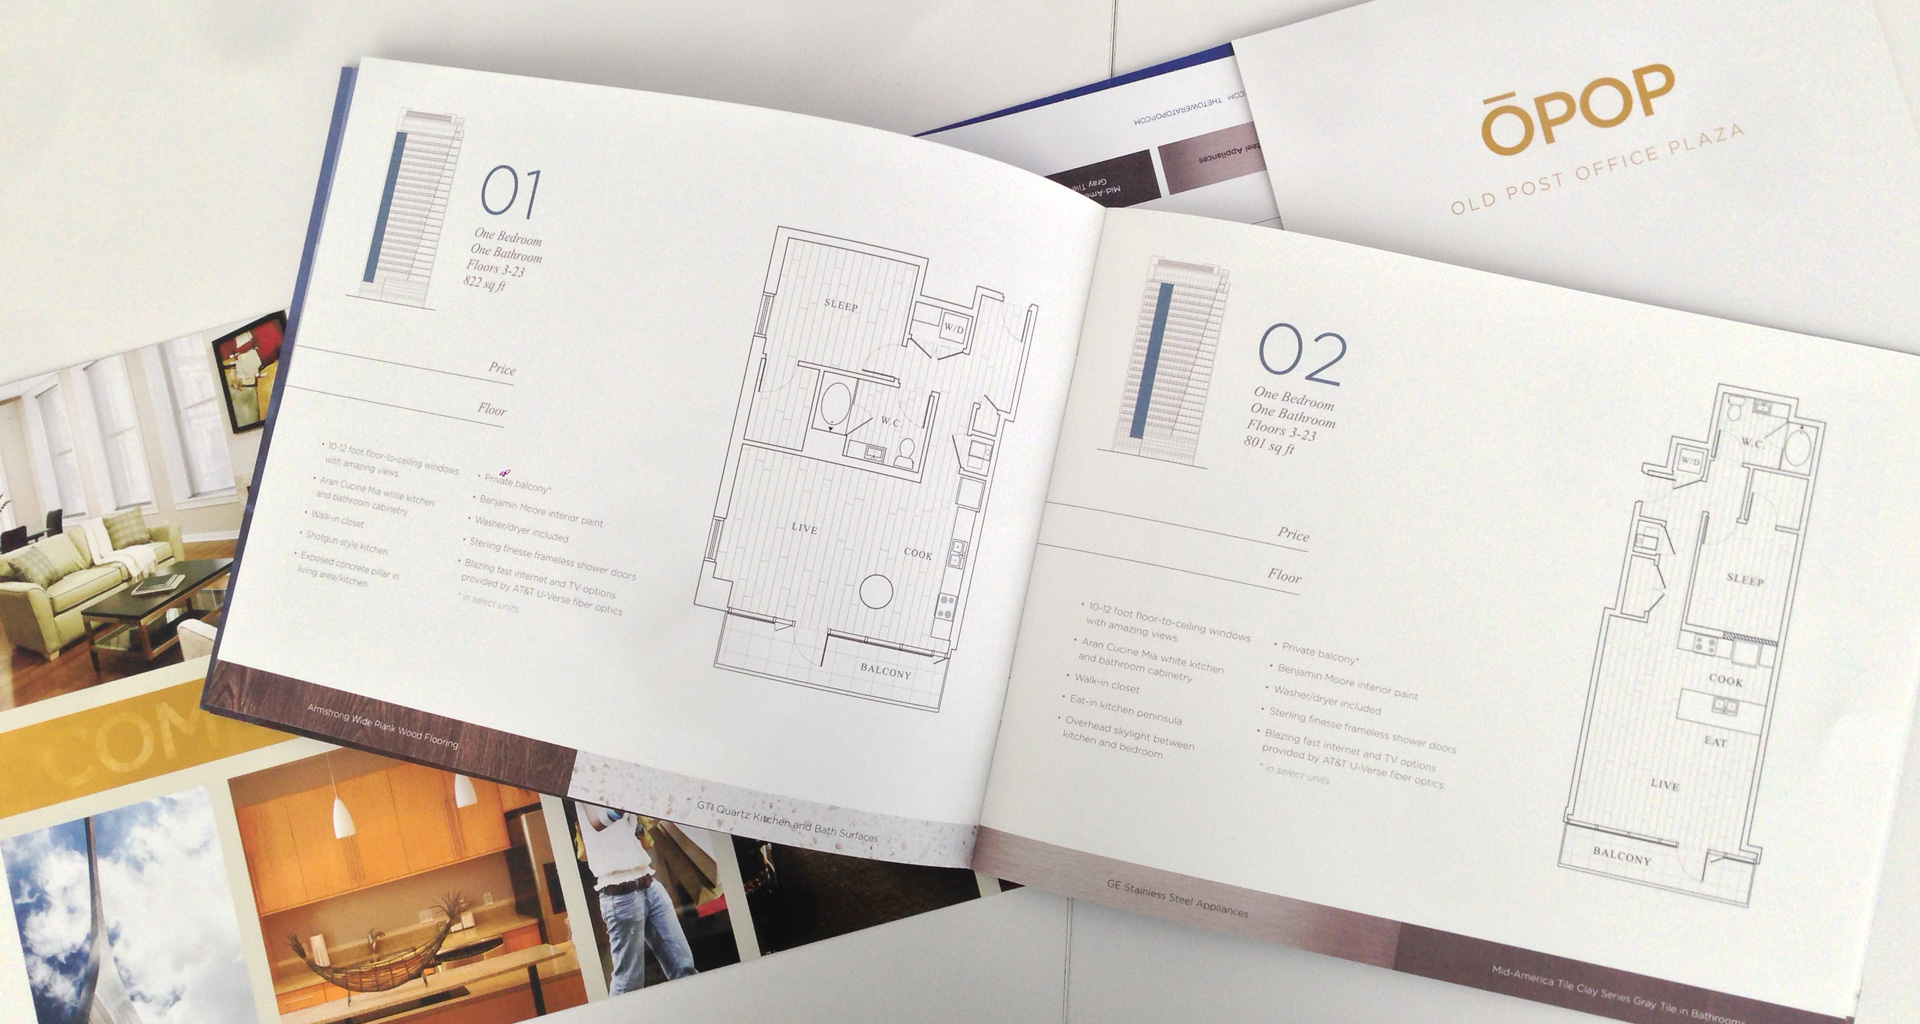 01
One Bedroom
One Bathroom
Floors 3-23
822 sq ft
Price
Floor
• 10-12 foot floor-to-ceiling windows
with amazing views
• Aran Cucine Mia white kitchen
and bathroom cabinetry
• Walk-in closet
• Shotgun style kitchen
• Exposed concrete pillar in
living area/kitchen
• Private balcony*
• Benjamin Moore interior paint
• Washer/dryer included
• Sterling finesse frameless shower doors
• Blazing fast internet and TV options
provided by AT&T U-Verse fiber optics
* in select units
SLEEP
W/D
W.C.
LIVE
COOK
BALCONY
Armstrong Wide Plank Wood Flooring
GTI Quartz Kitchen and Bath Surfaces
02
One Bedroom
One Bathroom
Floors 3-23
801 sq ft
Price
Floor
• 10-12 foot floor-to-ceiling windows
with amazing views
• Aran Cucine Mia white kitchen
and bathroom cabinetry
• Walk-in closet
• Eat-in kitchen peninsula
• Overhead skylight between
kitchen and bedroom
• Private balcony*
• Benjamin Moore interior paint
• Washer/dryer included
• Sterling finesse frameless shower doors
• Blazing fast internet and TV options
provided by AT&T U-Verse fiber optics
* in select units
W.C.
W/D
SLEEP
COOK
EAT
LIVE
BALCONY
GE Stainless Steel Appliances
Mid-America Tile Clay Series Gray Tile in Bathrooms
ŌPOP
OLD POST OFFICE PLAZA
.COM THETOWERATOPOP.COM
Appliances
Mid-Am
Gray Tile
COM